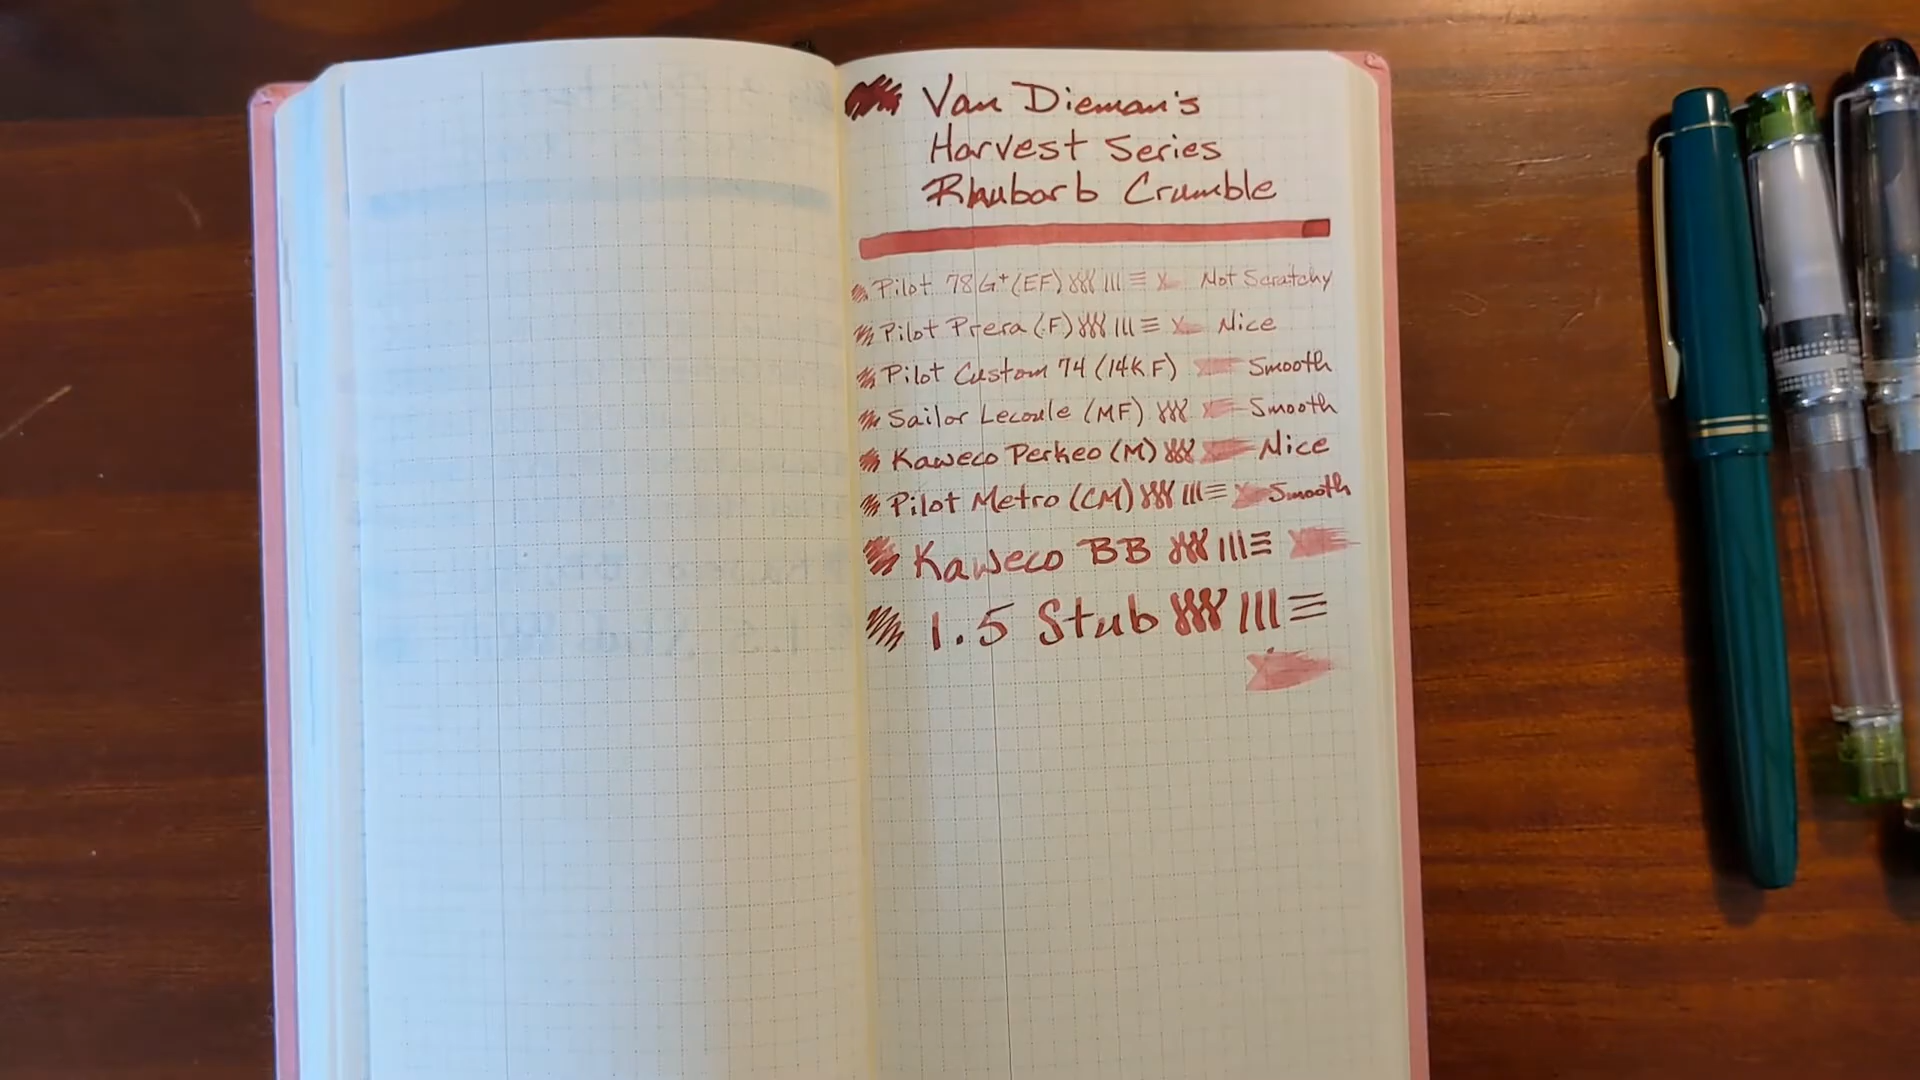 Van Dieman's
Harvest Series
Rhubarb Crumble
Pilot 78G+ (EF) Not Scratchy
Pilot Prera (F) Nice
Pilot Custom 74 (14K F) Smooth
Sailor Lecoule (MF) Smooth
Kaweco Perkeo (M) Nice
Pilot Metro (CM) Smooth
Kaweco BB
1.5 Stub